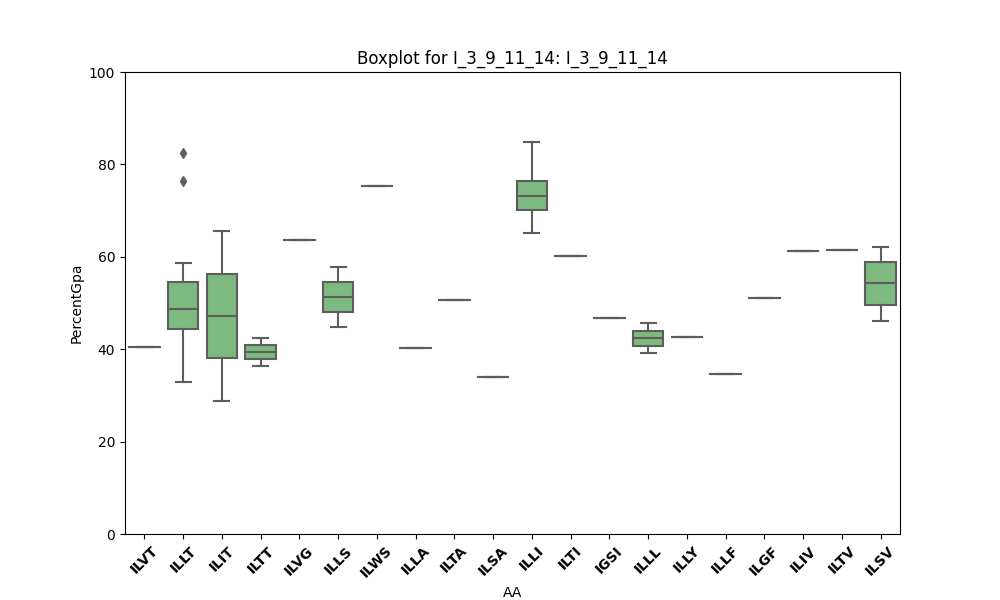 Boxplot for I_3_9_11_14: I_3_9_11_14
100
80
60
40
20
0
PercentGpa
ILVT ILLT ILIT ILTT ILVG ILLS ILWS ILLA ILTA ILSA ILLI ILTI IGSI ILLL ILLY ILLF ILGF ILIV ILTV ILSV
AA